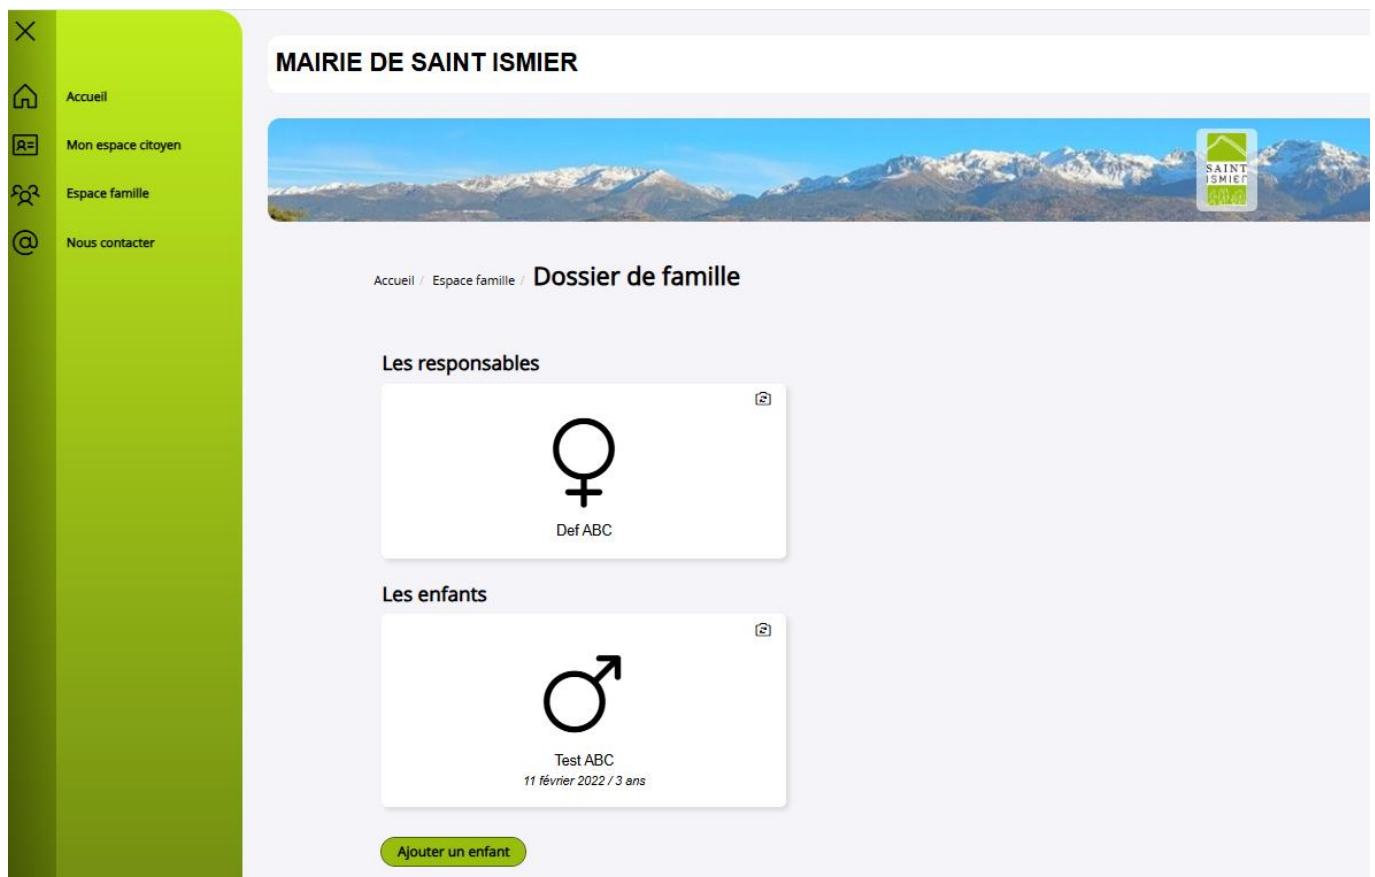 MAIRIE DE SAINT ISMIER
Accueil
Mon espace citoyen
Espace famille
Nous contacter
SAINT
ISMIER
Accueil / Espace famille / Dossier de famille
Les responsables
Def ABC
Les enfants
Test ABC
11 février 2022 / 3 ans
Ajouter un enfant